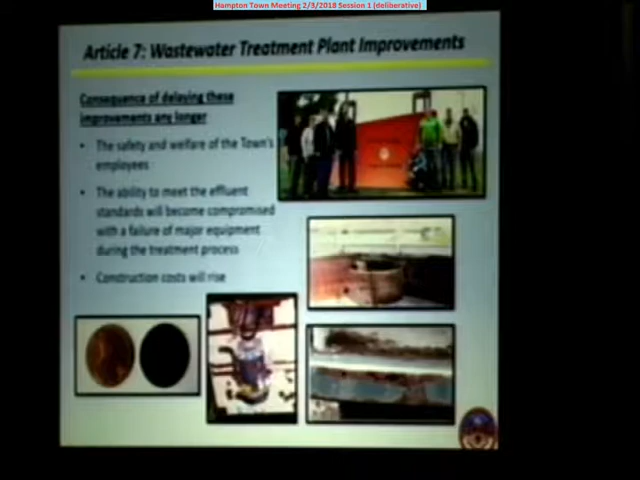 Hampton Town Meeting 2/3/2018 Session 1 (deliberative)
Article 7: Wastewater Treatment Plant Improvements
Consequence of delaying these
improvements any longer
• The safety and welfare of the Town's
employees
• The ability to meet the effluent
standards will become compromised
with a failure of major equipment
during the treatment process
• Construction costs will rise